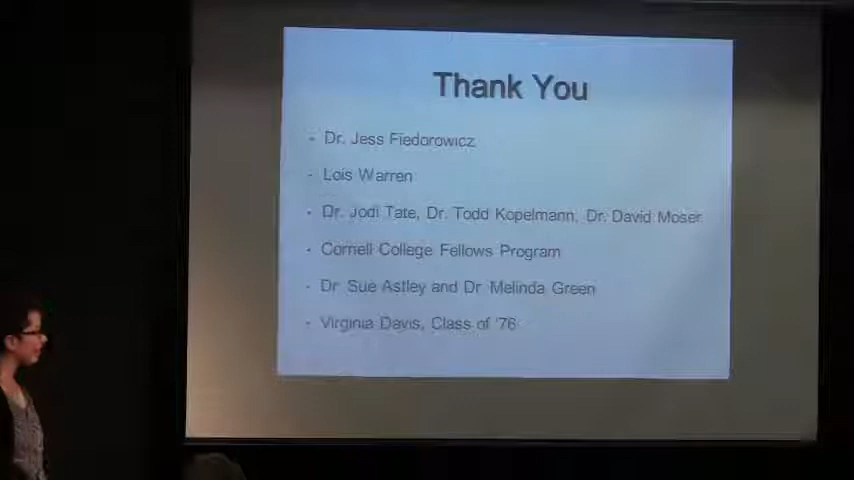 Thank You
- Dr. Jess Fiedorowicz
- Lois Warren
- Dr. Jodi Tate, Dr. Todd Kopelmann, Dr. David Moser
- Cornell College Fellows Program
- Dr Sue Astley and Dr Melinda Green
- Virginia Davis, Class of '76